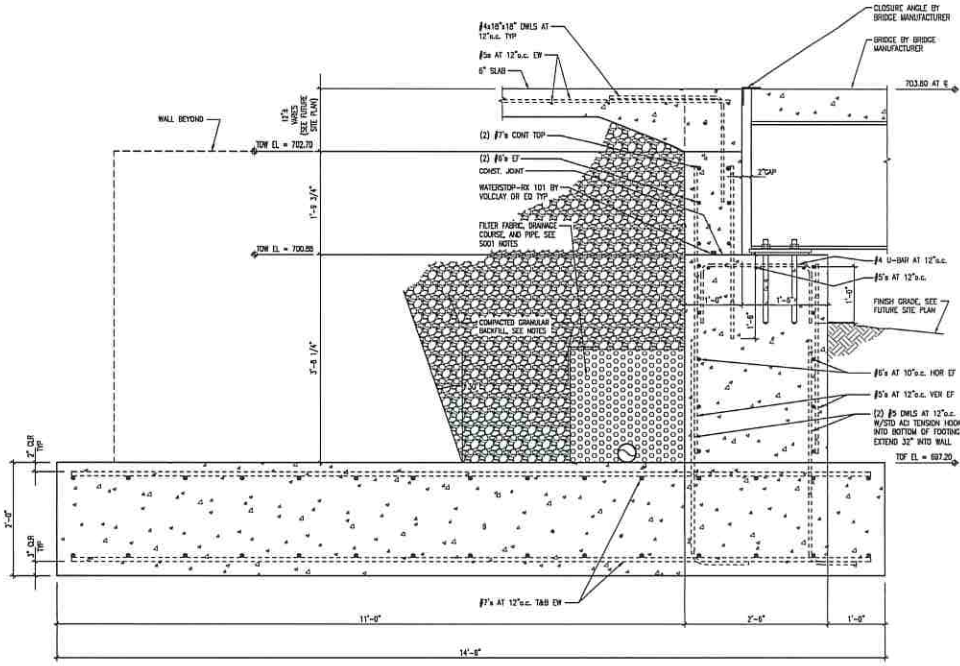 CLOSURE ANGLE BY
BRIDGE MANUFACTURER
BRIDGE BY BRIDGE
MANUFACTURER
703.80 AT ℄
#4x18"x18" DWLS AT
12"o.c. TYP
#5s AT 12"o.c. EW
6" SLAB
VARIES
(SEE FUTURE
SITE PLAN)
WALL BEYOND
TOW EL = 702.70
(2) #7's CONT TOP
(2) #6's EF
CONST. JOINT
WATERSTOP-RX 101 BY
VOLCLAY OR EQ TYP
2"GAP
1'-9 3/4"
FILTER FABRIC, DRAINAGE
COURSE, AND PIPE. SEE
S001 NOTES
TOW EL = 700.88
#4 U-BAR AT 12"o.c.
#5's AT 12"o.c.
1'-0"
1'-6"
1'-0"
1'-6"
FINISH GRADE, SEE
FUTURE SITE PLAN
COMPACTED GRANULAR
BACKFILL, SEE NOTES
3'-8 1/4"
#6's AT 10"o.c. HOR EF
#5's AT 12"o.c. VER EF
(2) #5 DWLS AT 12"o.c.
W/STD ACI TENSION HOOK
INTO BOTTOM OF FOOTING
EXTEND 32" INTO WALL
TOF EL = 697.20
2" CLR
TYP
2'-0"
3" CLR
TYP
#7's AT 12"o.c. T&B EW
11'-0"
2'-6"
1'-0"
14'-6"